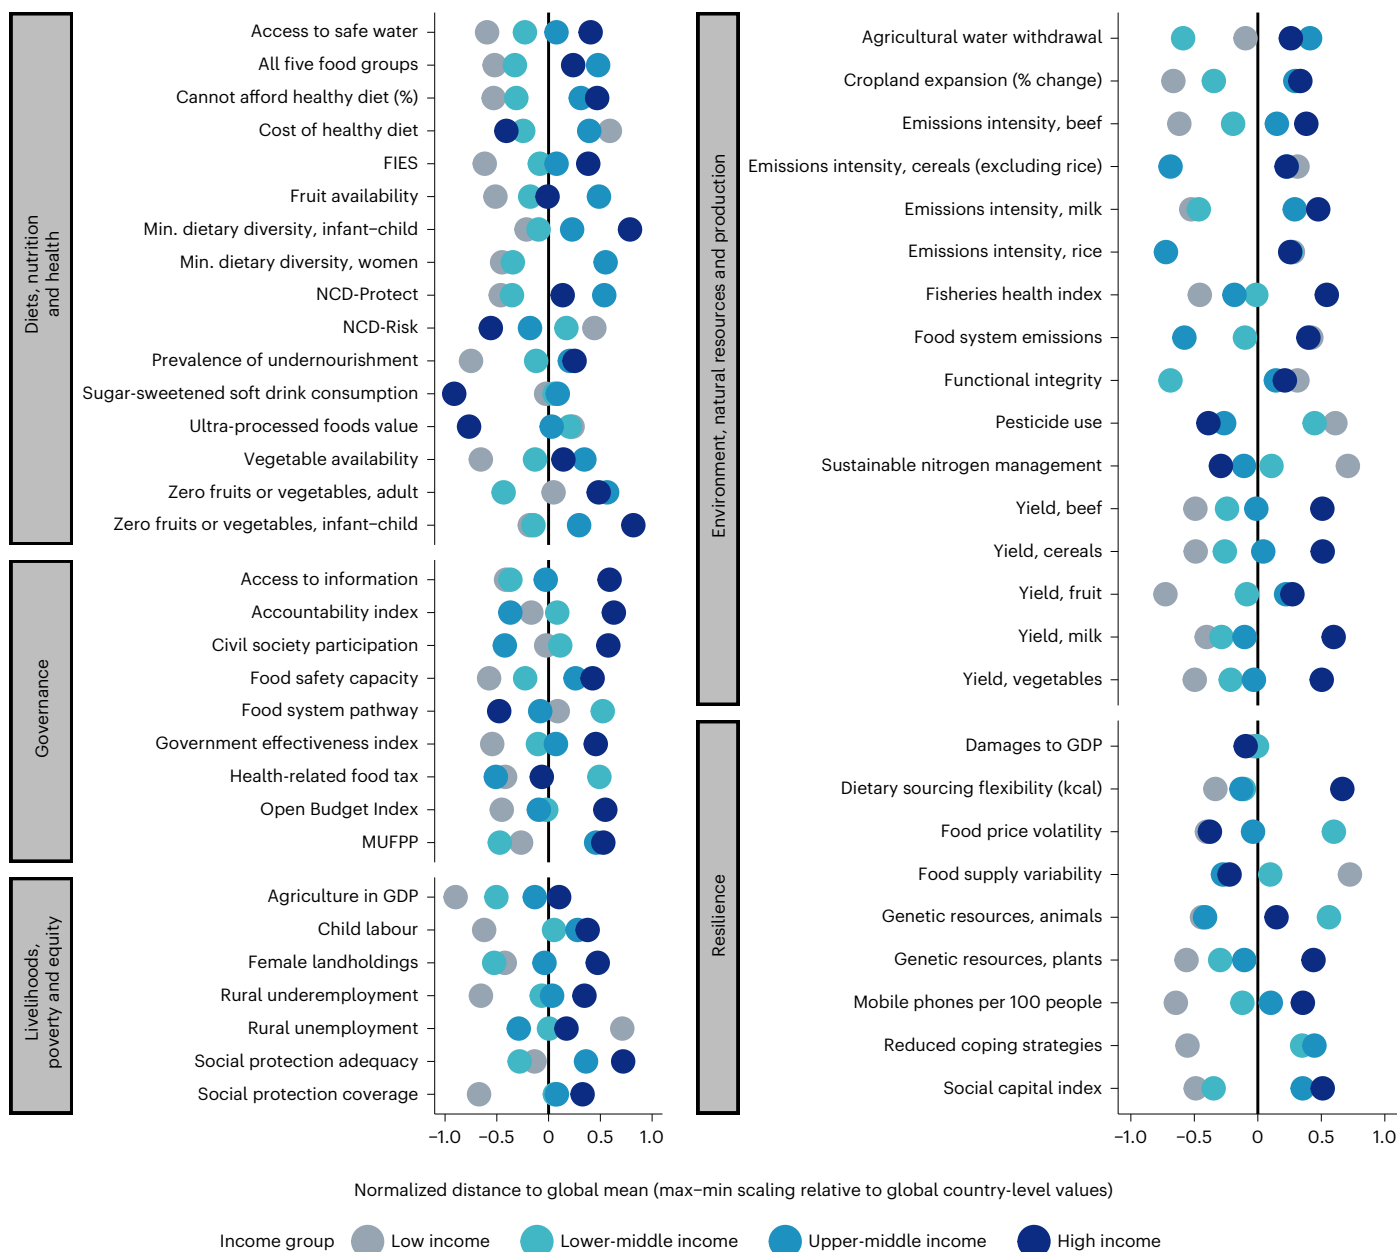 Diets, nutrition
and health
Access to safe water
All five food groups
Cannot afford healthy diet (%)
Cost of healthy diet
FIES
Fruit availability
Min. dietary diversity, infant–child
Min. dietary diversity, women
NCD-Protect
NCD-Risk
Prevalence of undernourishment
Sugar-sweetened soft drink consumption
Ultra-processed foods value
Vegetable availability
Zero fruits or vegetables, adult
Zero fruits or vegetables, infant–child
Governance
Access to information
Accountability index
Civil society participation
Food safety capacity
Food system pathway
Government effectiveness index
Health-related food tax
Open Budget Index
MUFPP
Livelihoods,
poverty and equity
Agriculture in GDP
Child labour
Female landholdings
Rural underemployment
Rural unemployment
Social protection adequacy
Social protection coverage
−1.0 −0.5 0 0.5 1.0
Environment, natural resources and production
Agricultural water withdrawal
Cropland expansion (% change)
Emissions intensity, beef
Emissions intensity, cereals (excluding rice)
Emissions intensity, milk
Emissions intensity, rice
Fisheries health index
Food system emissions
Functional integrity
Pesticide use
Sustainable nitrogen management
Yield, beef
Yield, cereals
Yield, fruit
Yield, milk
Yield, vegetables
Resilience
Damages to GDP
Dietary sourcing flexibility (kcal)
Food price volatility
Food supply variability
Genetic resources, animals
Genetic resources, plants
Mobile phones per 100 people
Reduced coping strategies
Social capital index
−1.0 −0.5 0 0.5 1.0
Normalized distance to global mean (max–min scaling relative to global country-level values)
Income group Low income Lower-middle income Upper-middle income High income